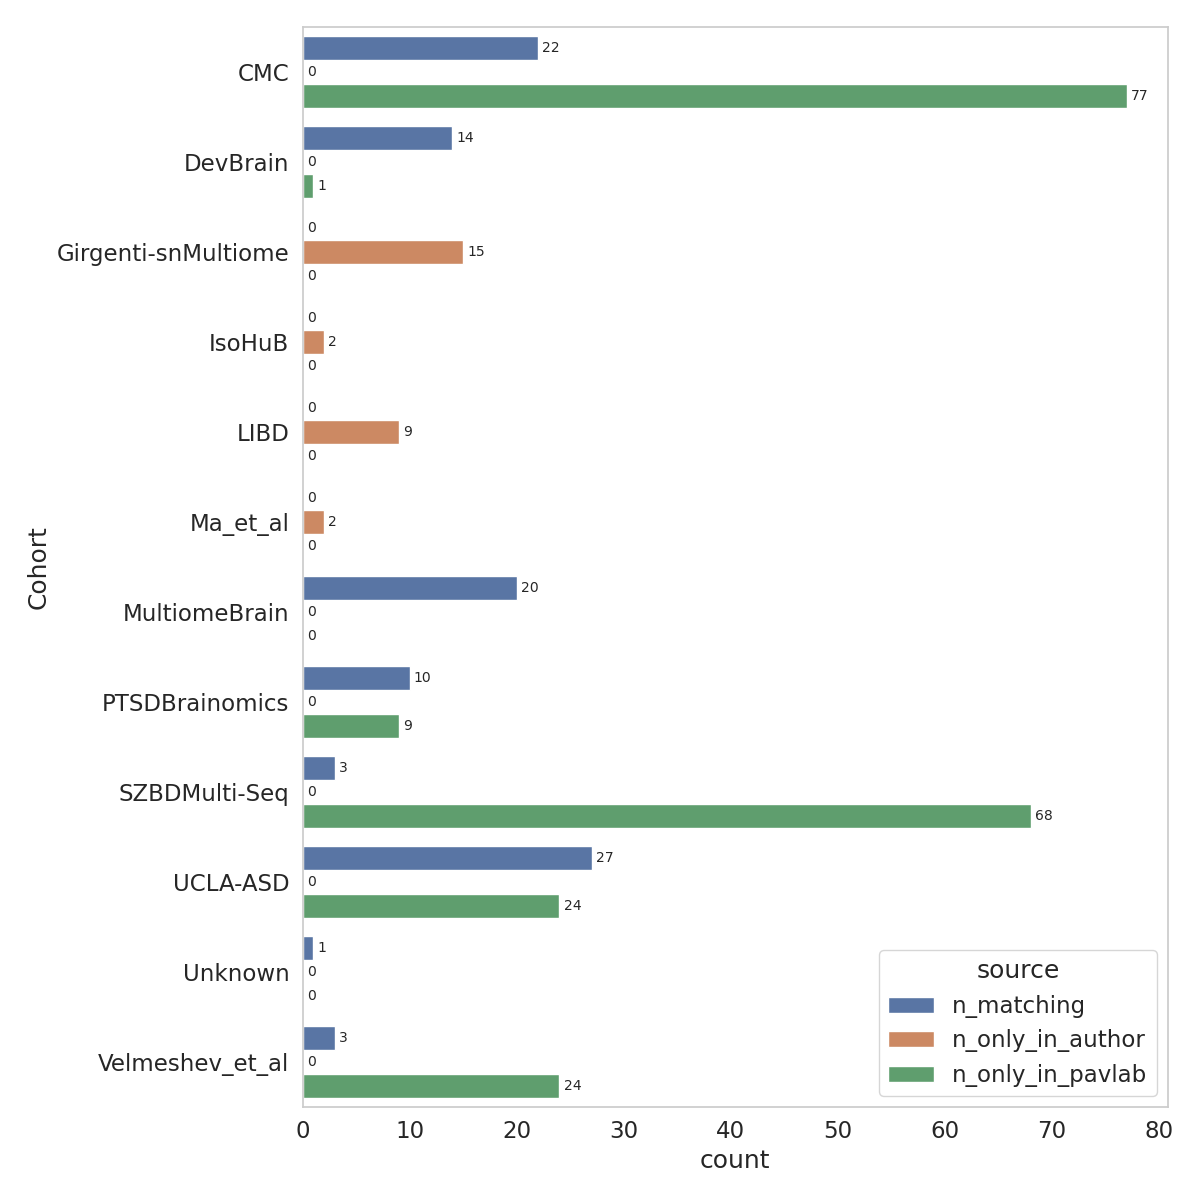 CMC
22
0
77
DevBrain
14
0
1
Girgenti-snMultiome
0
15
0
IsoHuB
0
2
0
LIBD
0
9
0
Ma_et_al
0
2
0
MultiomeBrain
20
0
0
PTSDBrainomics
10
0
9
SZBDMulti-Seq
3
0
68
UCLA-ASD
27
0
24
Unknown
1
0
0
Velmeshev_et_al
3
0
24
Cohort
source
n_matching
n_only_in_author
n_only_in_pavlab
0 10 20 30 40 50 60 70 80
count